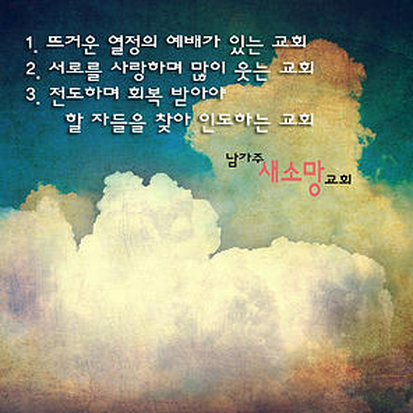 1. 뜨거운 열정의 예배가 있는 교회
2. 서로를 사랑하며 많이 웃는 교회
3. 전도하며 회복 받아야
할 자들을 찾아 인도하는 교회
남가주 새소망교회